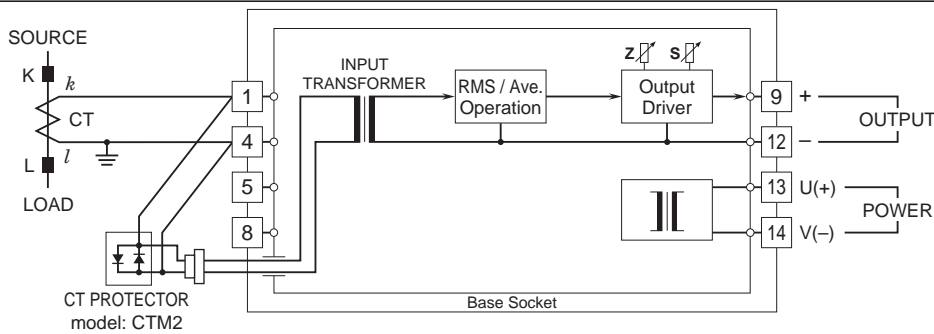 SOURCE
K
k
CT
l
L
LOAD
CT PROTECTOR
model: CTM2
1
4
5
8
INPUT
TRANSFORMER
RMS / Ave.
Operation
Z
S
Output
Driver
9 +
12 –
OUTPUT
13 U(+)
14 V(–)
POWER
Base Socket